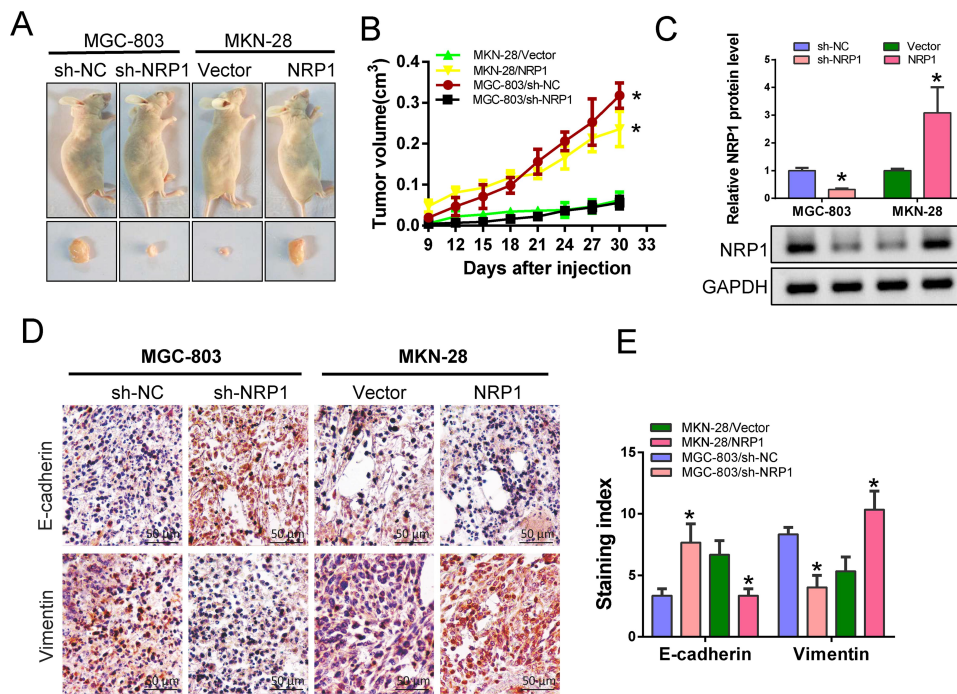 A
MGC-803 MKN-28
sh-NC sh-NRP1 Vector NRP1
B
MKN-28/Vector
MKN-28/NRP1
MGC-803/sh-NC
MGC-803/sh-NRP1
Tumor volume(cm3)
0.4
0.3
0.2
0.1
0.0
*
*
9 12 15 18 21 24 27 30 33
Days after injection
C
sh-NC Vector
sh-NRP1 NRP1
Relative NRP1 protein level
5
4
3
2
1
0
*
*
MGC-803 MKN-28
NRP1
GAPDH
D
MGC-803 MKN-28
sh-NC sh-NRP1 Vector NRP1
E-cadherin
50 μm 50 μm 50 μm 50 μm
Vimentin
50 μm 50 μm 50 μm 50 μm
E
MKN-28/Vector
MKN-28/NRP1
MGC-803/sh-NC
MGC-803/sh-NRP1
Staining index
15
10
5
0
* * * *
E-cadherin Vimentin